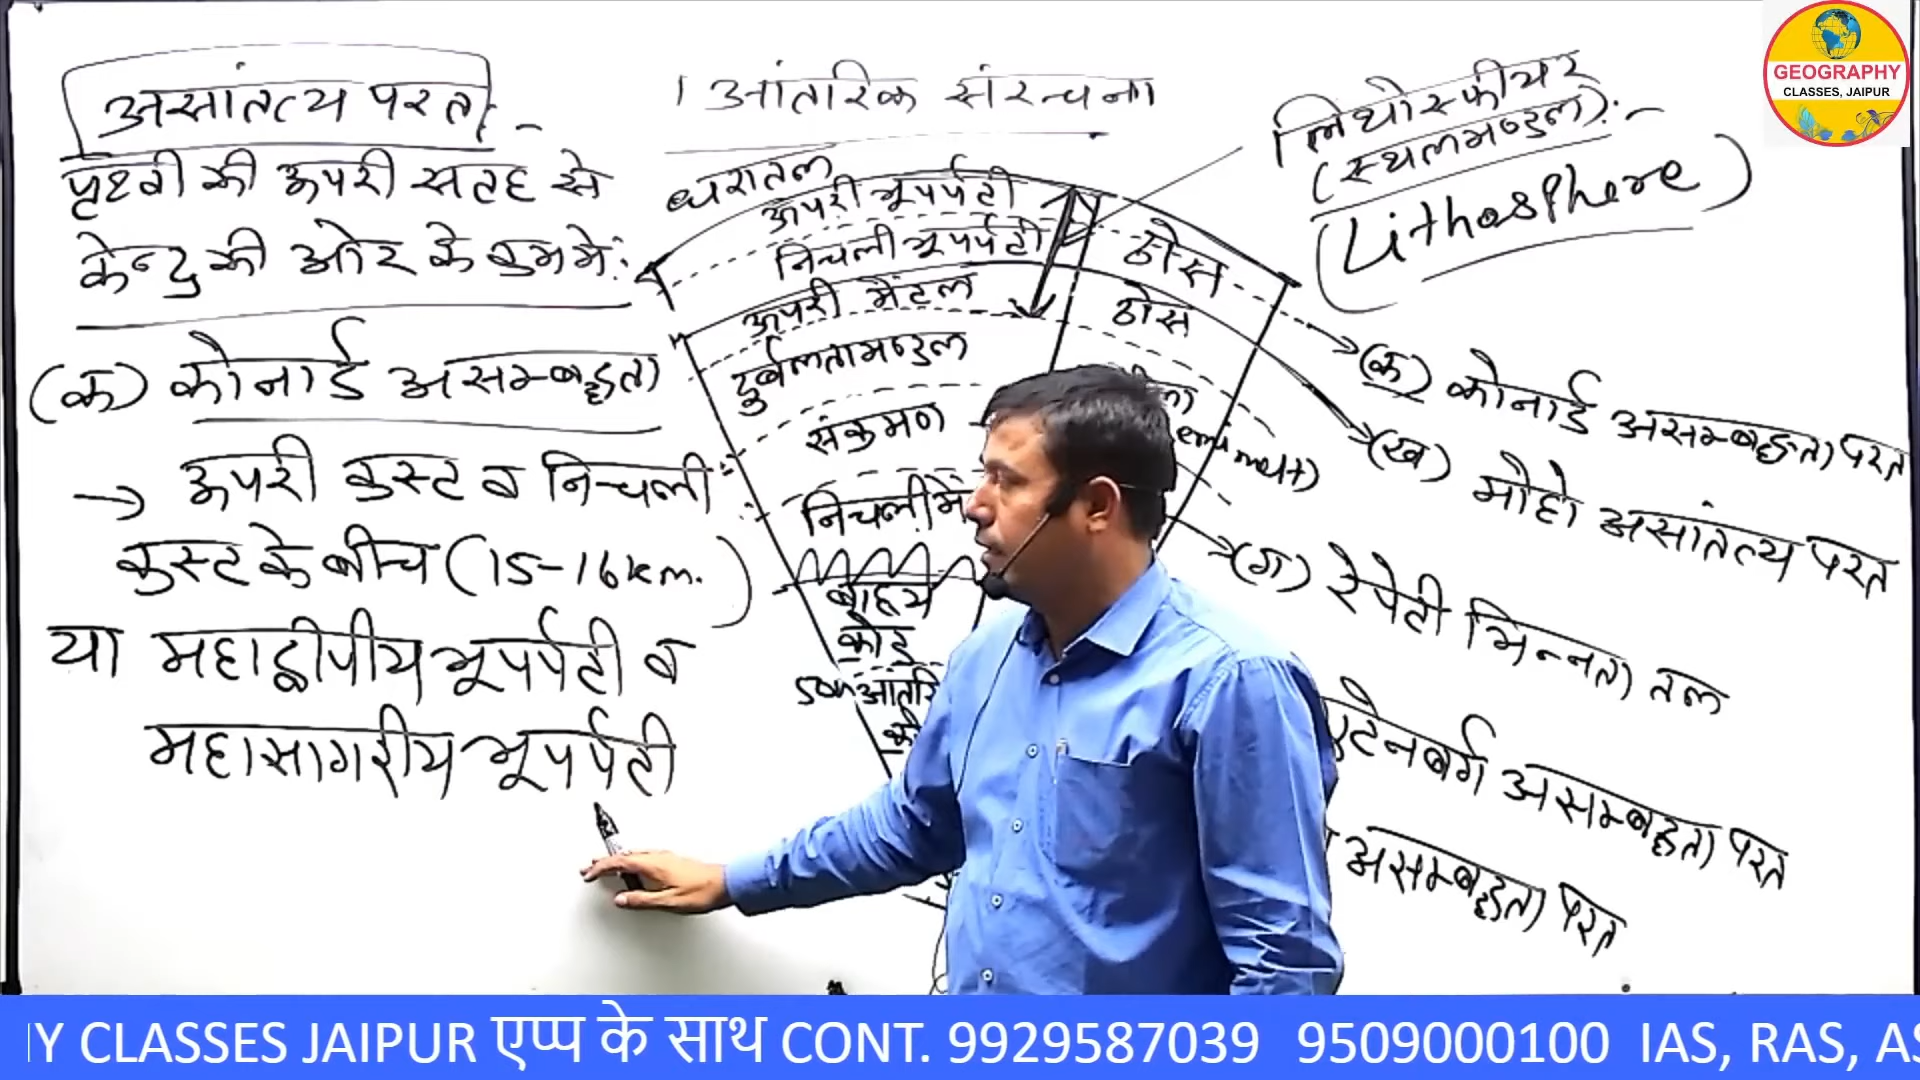 असांतत्य परत
पृथ्वी की ऊपरी सतह से
केन्द्र की ओर के क्रम में:
(क) कोनार्ड असम्बद्धता
→ ऊपरी क्रस्ट व निचली
क्रस्ट के बीच (15-16 km.)
या महाद्वीपीय भूपर्पटी व
महासागरीय भूपर्पटी
आंतरिक संरचना
धरातल
ऊपरी भूपर्पटी
निचली भूपर्पटी
ऊपरी मैंटल
दुर्बलतामण्डल
संक्रमण
निचली
बाह्य
कोर
ठोस
ठोस
लिथोस्फीयर
(स्थलमण्डल):-
(Lithosphere)
(क) कोनार्ड असम्बद्धता परत
(ख) मोहो असांतत्य परत
(ग) रेपेटी भिन्नता तल
असम्बद्धता परत
असम्बद्धता परत
GEOGRAPHY
CLASSES, JAIPUR
CLASSES JAIPUR एप्प के साथ CONT. 9929587039 9509000100 IAS, RAS,